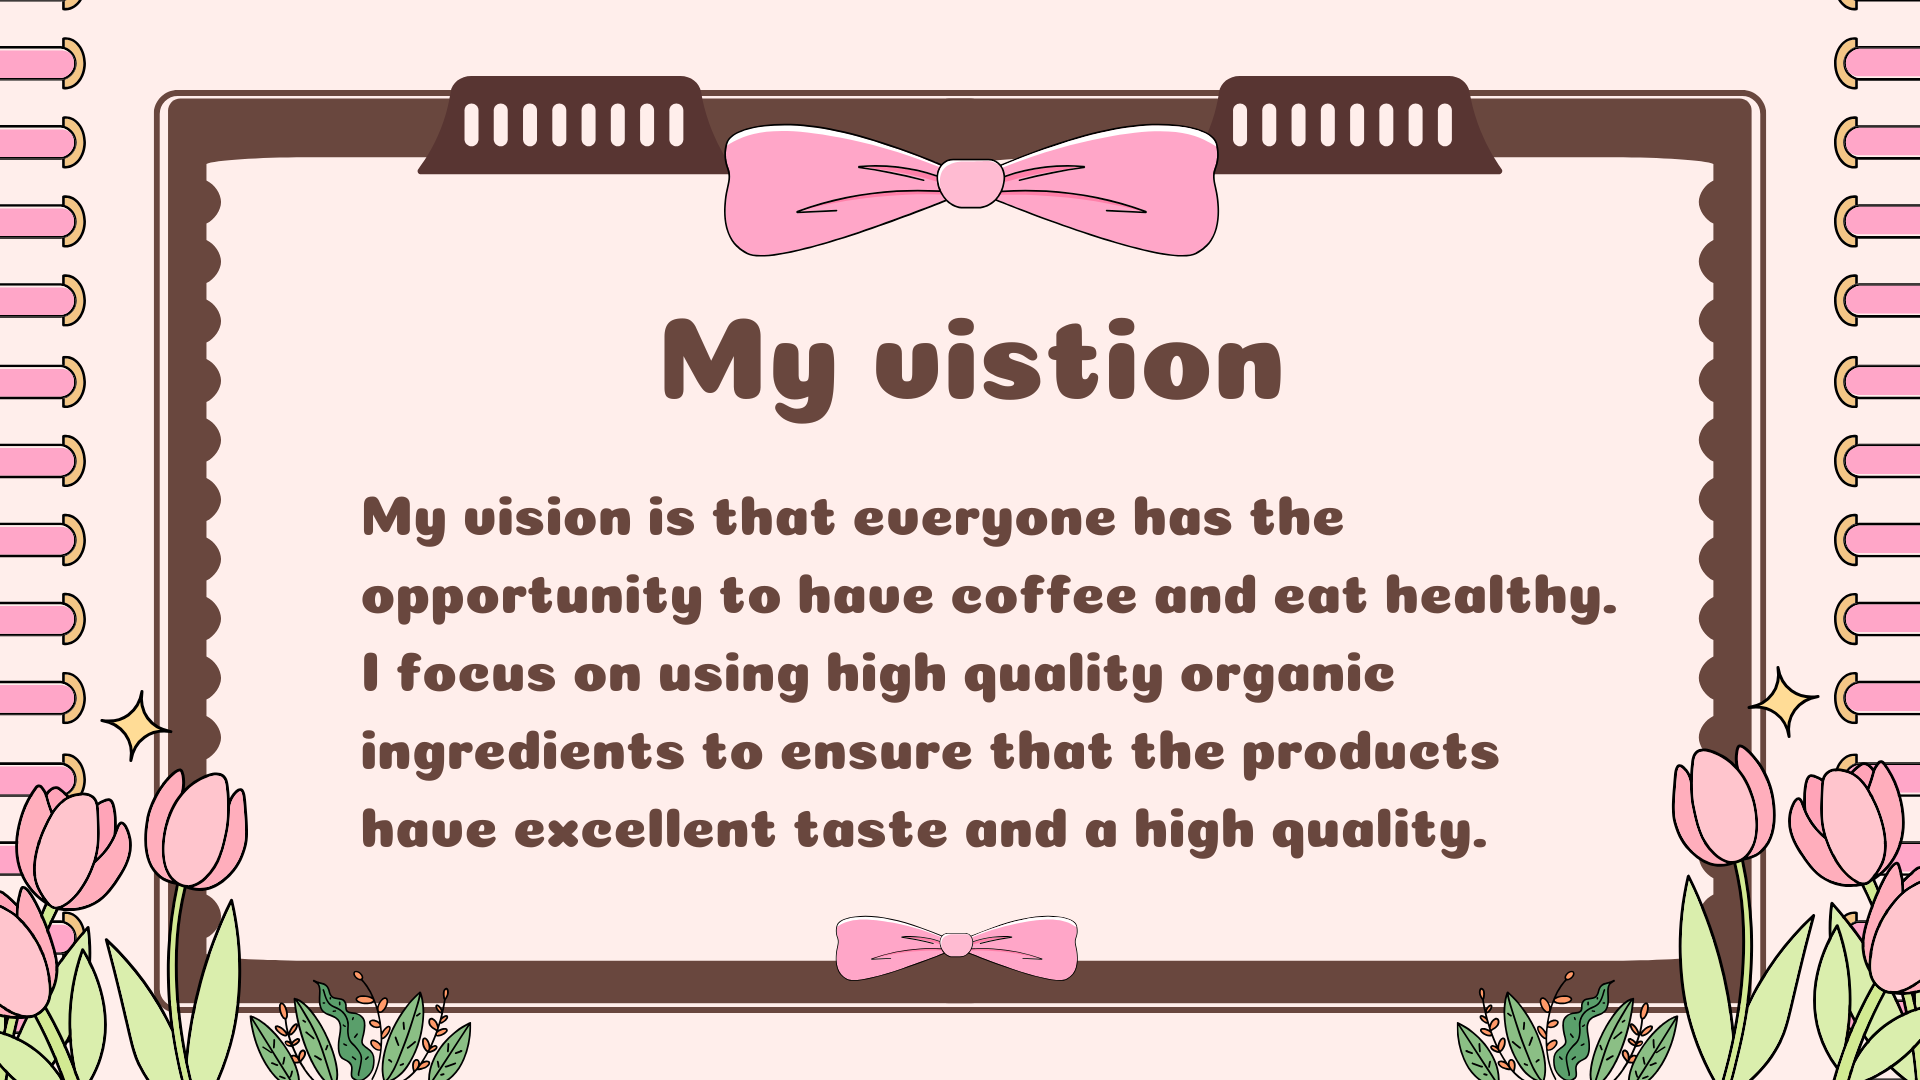 My vistion
My vision is that everyone has the
opportunity to have coffee and eat healthy.
I focus on using high quality organic
ingredients to ensure that the products
have excellent taste and a high quality.